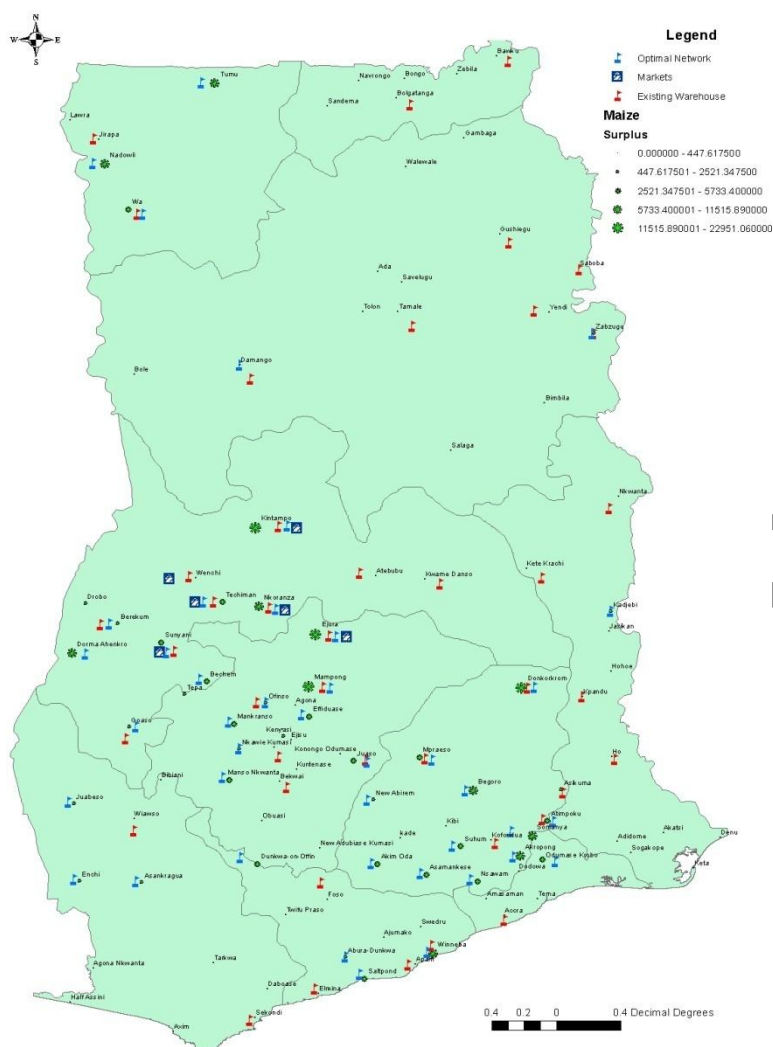 N
W E
S
Legend
Optimal Network
Markets
Existing Warehouse
Maize
Surplus
0.000000 - 447.617500
447.617501 - 2521.347500
2521.347501 - 5733.400000
5733.400001 - 11515.890000
11515.890001 - 22951.060000
Bawku
Tumu
Navrongo
Bongo
Zebila
Sandema
Bolgatanga
Lawra
Jirapa
Gambaga
Nadowli
Walewale
Wa
Gushiegu
Saboba
Ada
Savelugu
Tolon
Tamale
Yendi
Zabzugu
Damango
Bole
Bimbila
Salaga
Nkwanta
Kintampo
Wenchi
Atebubu
Kwame Danso
Kete Krachi
Drobo
Techiman
Nkoranza
Berekum
Kadjebi
Sunyani
Ejura
Jasikan
Dorma Ahenkro
Hohoe
Bechem
Mampong
Donkorkrom
Tepa
Ofinso
Agona
Kpandu
Effiduase
Goaso
Mankranso
Kenyasi
Ejisu
Nkawie Kumasi
Konongo Odumase
Juaso
Mpraeso
Ho
Kuntenase
Bibiani
Manso Nkwanta
Bekwai
Begoro
Asikuma
Juabeso
New Abirem
Wiawso
Obuasi
Atimpoku
Kibi
Koforidua
Somanya
Akatsi
Denu
kade
Adidome
New Adubiase Kumasi
Suhum
Sogakope
Akropong
Dunkwa-on Offin
Akim Oda
Dodowa
Odumase Krobo
Keta
Enchi
Asankragua
Asamankese
Nsawam
Foso
Amasaman
Tema
Twifu Praso
Accra
Swedru
Ajumako
Winneba
Abura-Dunkwa
Tarkwa
Apam
Agona Nkwanta
Saltpond
Daboase
Elmina
Half Assini
Sekondi
Axim
0.4 0.2 0 0.4 Decimal Degrees